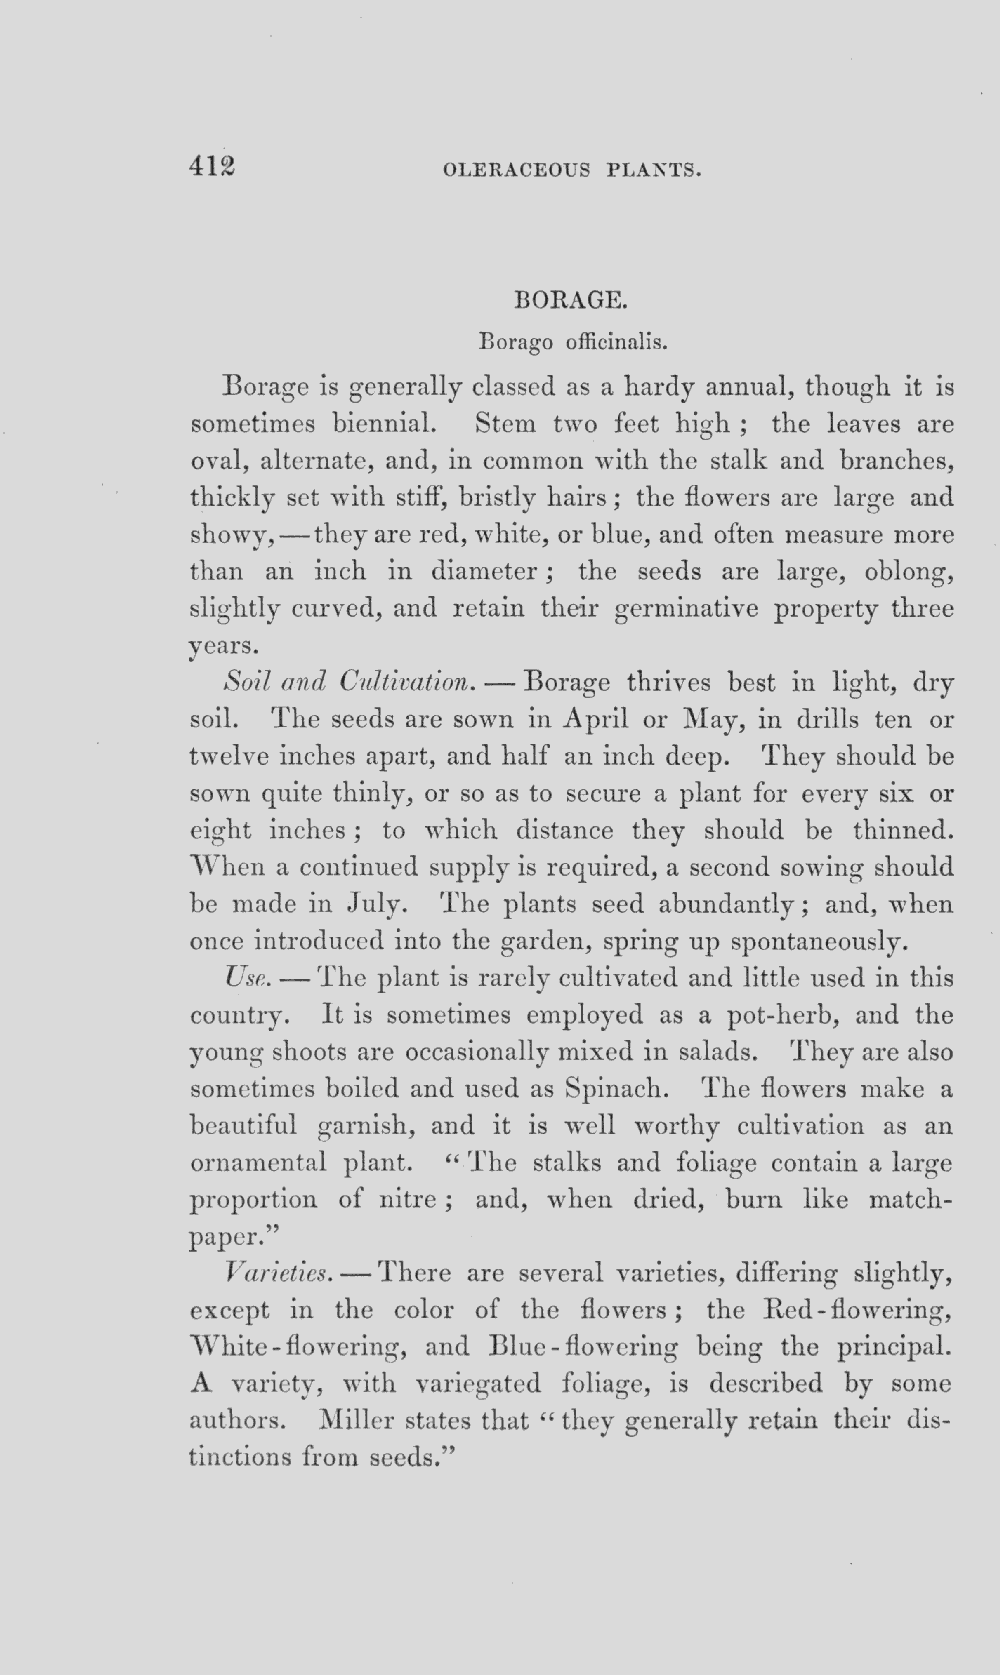 412 OLERACEOUS PLANTS.
BORAGE.
Borago officinalis.
Borage is generally classed as a hardy annual, though it is
sometimes biennial. Stem two feet high; the leaves are
oval, alternate, and, in common with the stalk and branches,
thickly set with stiff, bristly hairs; the flowers are large and
showy,—they are red, white, or blue, and often measure more
than an inch in diameter; the seeds are large, oblong,
slightly curved, and retain their germinative property three
years.
Soil and Cultivation.—Borage thrives best in light, dry
soil. The seeds are sown in April or May, in drills ten or
twelve inches apart, and half an inch deep. They should be
sown quite thinly, or so as to secure a plant for every six or
eight inches; to which distance they should be thinned.
When a continued supply is required, a second sowing should
be made in July. The plants seed abundantly; and, when
once introduced into the garden, spring up spontaneously.
Use.—The plant is rarely cultivated and little used in this
country. It is sometimes employed as a pot-herb, and the
young shoots are occasionally mixed in salads. They are also
sometimes boiled and used as Spinach. The flowers make a
beautiful garnish, and it is well worthy cultivation as an
ornamental plant. “The stalks and foliage contain a large
proportion of nitre; and, when dried, burn like match-
paper.”
Varieties.—There are several varieties, differing slightly,
except in the color of the flowers; the Red-flowering,
White-flowering, and Blue-flowering being the principal.
A variety, with variegated foliage, is described by some
authors. Miller states that “they generally retain their dis-
tinctions from seeds.”